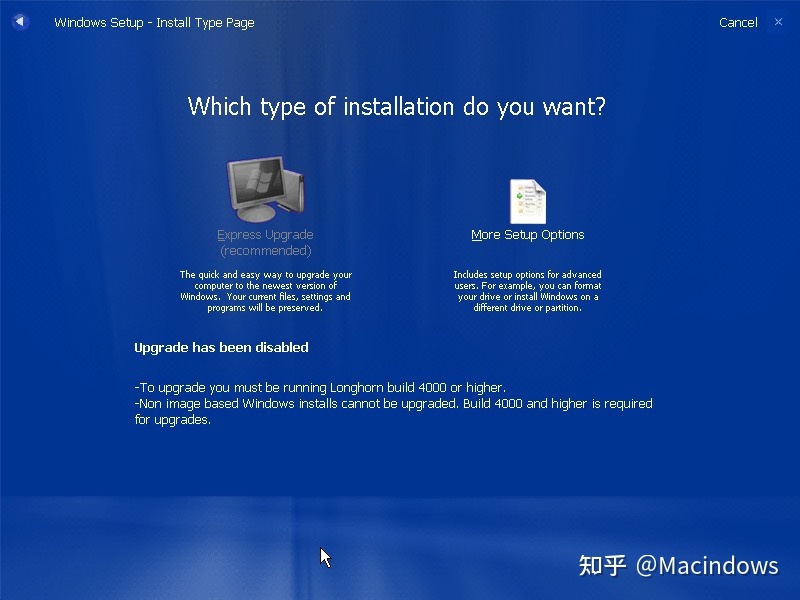 Windows Setup - Install Type Page
Cancel
Which type of installation do you want?
Express Upgrade
(recommended)
The quick and easy way to upgrade your
computer to the newest version of
Windows. Your current files, settings and
programs will be preserved.
More Setup Options
Includes setup options for advanced
users. For example, you can format
your drive or install Windows on a
different drive or partition.
Upgrade has been disabled
-To upgrade you must be running Longhorn build 4000 or higher.
-Non image based Windows installs cannot be upgraded. Build 4000 and higher is required
for upgrades.
知乎 @Macindows